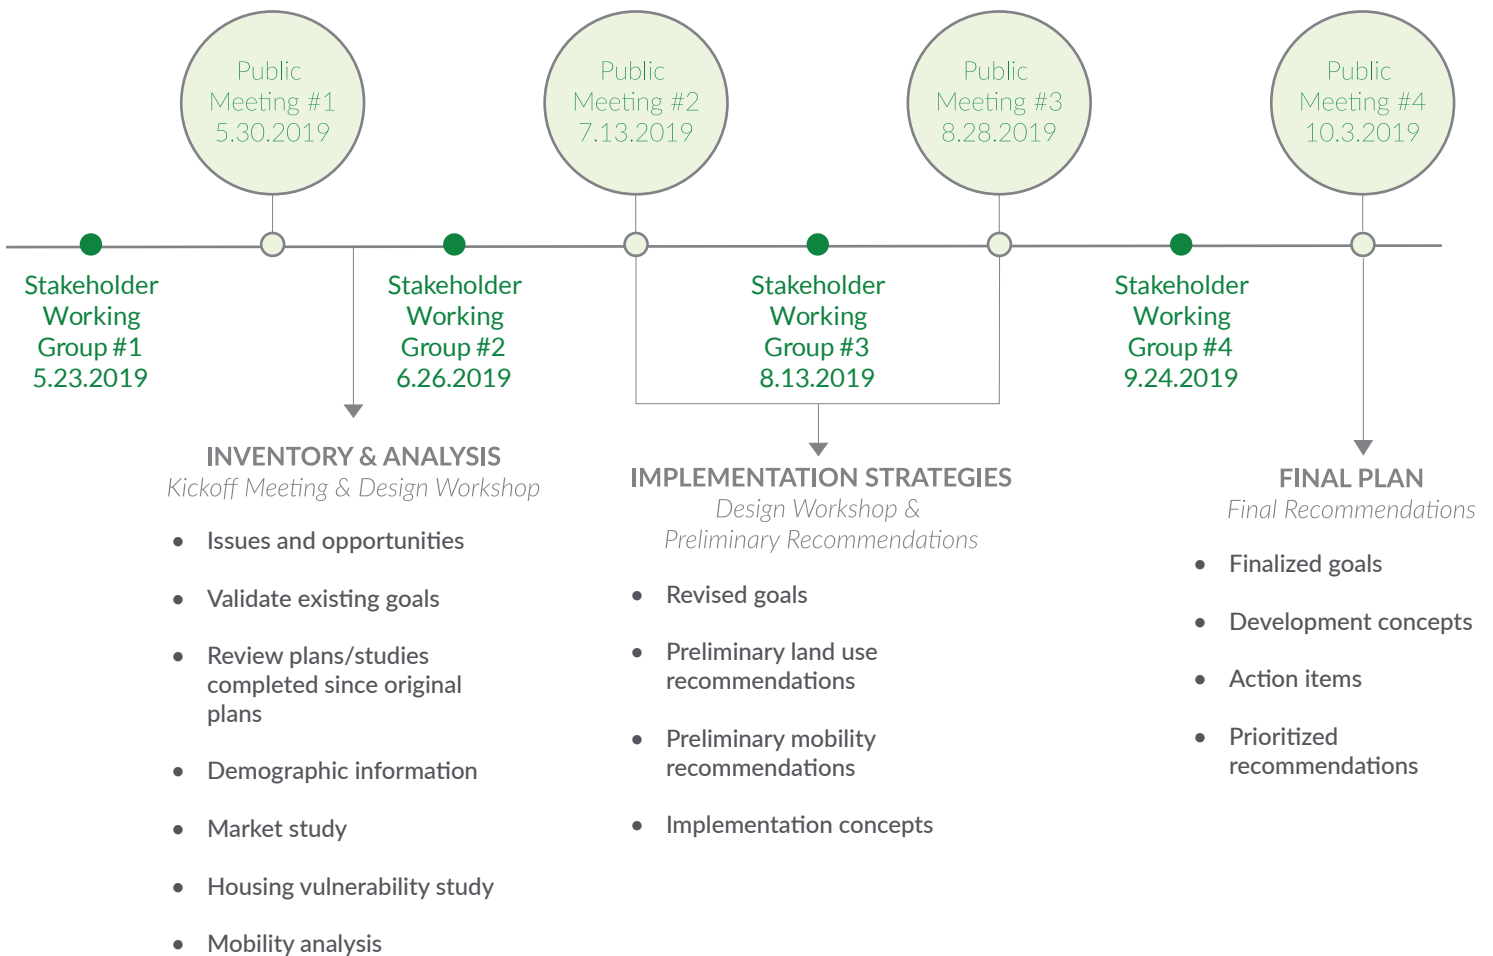 Public
Meeting #1
5.30.2019
Public
Meeting #2
7.13.2019
Public
Meeting #3
8.28.2019
Public
Meeting #4
10.3.2019
Stakeholder
Working
Group #1
5.23.2019
Stakeholder
Working
Group #2
6.26.2019
Stakeholder
Working
Group #3
8.13.2019
Stakeholder
Working
Group #4
9.24.2019
INVENTORY & ANALYSIS
Kickoff Meeting & Design Workshop
• Issues and opportunities
• Validate existing goals
• Review plans/studies
completed since original
plans
• Demographic information
• Market study
• Housing vulnerability study
• Mobility analysis
IMPLEMENTATION STRATEGIES
Design Workshop &
Preliminary Recommendations
• Revised goals
• Preliminary land use
recommendations
• Preliminary mobility
recommendations
• Implementation concepts
FINAL PLAN
Final Recommendations
• Finalized goals
• Development concepts
• Action items
• Prioritized
recommendations